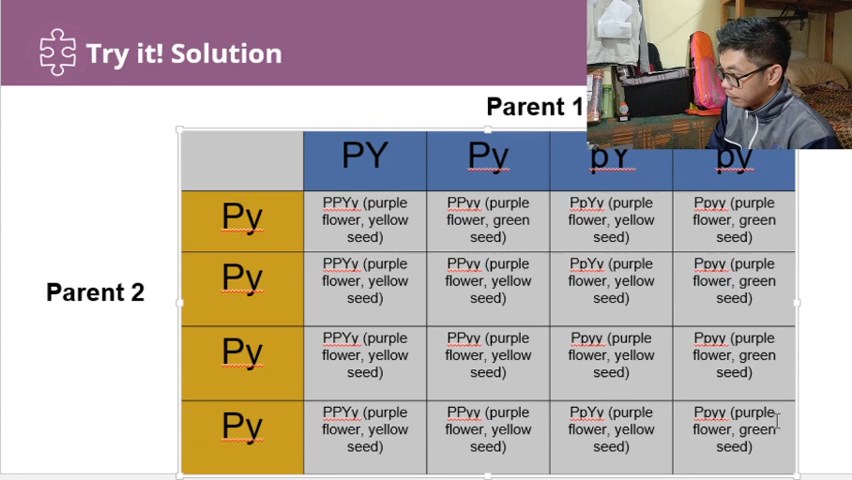 Try it! Solution
Parent 1
PY Py pY py
Py
PPYy (purple
flower, yellow
seed)
PPyy (purple
flower, green
seed)
PpYy (purple
flower, yellow
seed)
Ppyy (purple
flower, green
seed)
Parent 2
Py
PPYy (purple
flower, yellow
seed)
PPyy (purple
flower, yellow
seed)
PpYy (purple
flower, yellow
seed)
Ppyy (purple
flower, green
seed)
Py
PPYy (purple
flower, yellow
seed)
PPyy (purple
flower, yellow
seed)
Ppyy (purple
flower, yellow
seed)
Ppyy (purple
flower, green
seed)
Py
PPYy (purple
flower, yellow
seed)
PPyy (purple
flower, yellow
seed)
PpYy (purple
flower, yellow
seed)
Ppyy (purple
flower, green
seed)